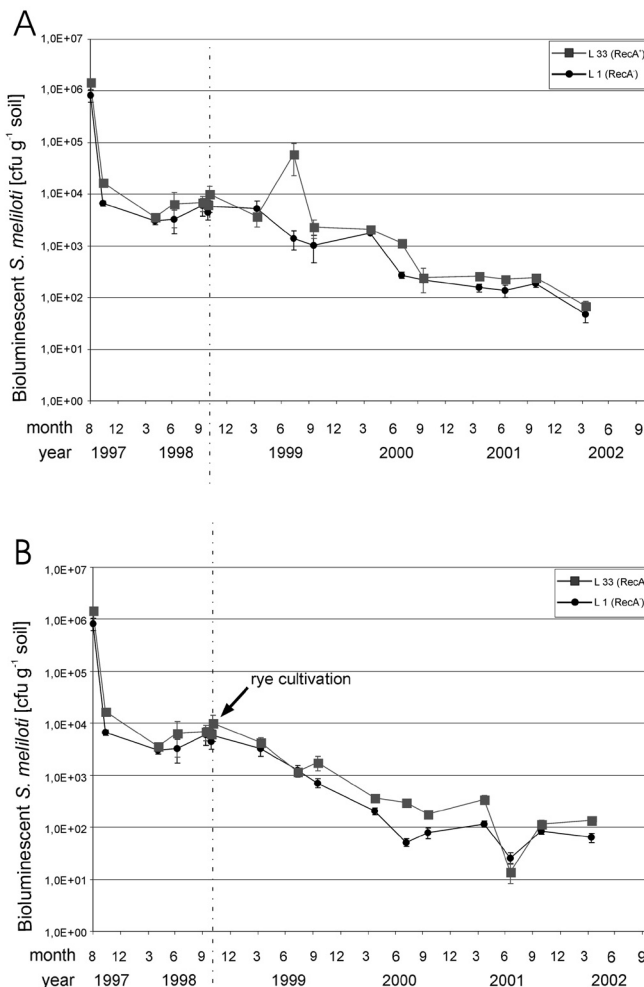 A
1,0E+07
1,0E+06
1,0E+05
1,0E+04
1,0E+03
1,0E+02
1,0E+01
1,0E+00
Bioluminescent S. meliloti [cfu g⁻¹ soil]
L 33 (RecA⁺)
L 1 (RecA⁻)
month 8 12 3 6 9 12 3 6 9 12 3 6 9 12 3 6 9 12 3 6 9
year 1997 1998 1999 2000 2001 2002
B
1,0E+07
1,0E+06
1,0E+05
1,0E+04
1,0E+03
1,0E+02
1,0E+01
1,0E+00
Bioluminescent S. meliloti [cfu g⁻¹ soil]
L 33 (RecA
L 1 (RecA⁻)
rye cultivation
month 8 12 3 6 9 12 3 6 9 12 3 6 9 12 3 6 9 12 3 6 9
year 1997 1998 1999 2000 2001 2002